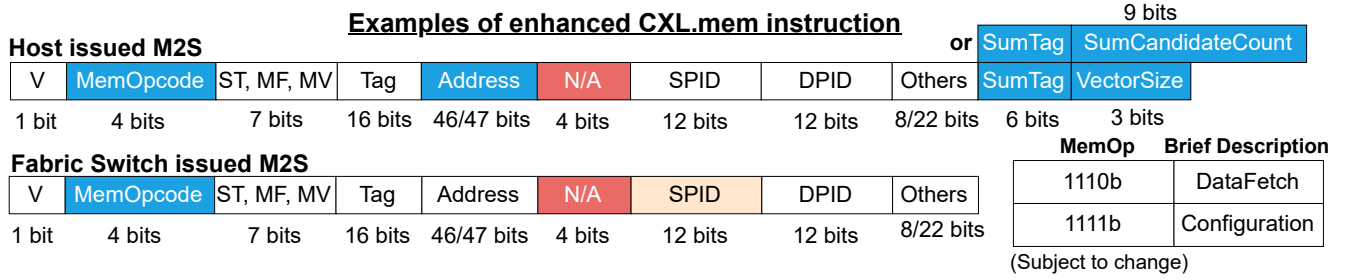 Examples of enhanced CXL.mem instruction
9 bits
Host issued M2S
or SumTag SumCandidateCount
V MemOpcode ST, MF, MV Tag Address N/A SPID DPID Others SumTag VectorSize
1 bit 4 bits 7 bits 16 bits 46/47 bits 4 bits 12 bits 12 bits 8/22 bits 6 bits 3 bits
Fabric Switch issued M2S
V MemOpcode ST, MF, MV Tag Address N/A SPID DPID Others
1 bit 4 bits 7 bits 16 bits 46/47 bits 4 bits 12 bits 12 bits 8/22 bits
MemOp Brief Description
1110b DataFetch
1111b Configuration
(Subject to change)